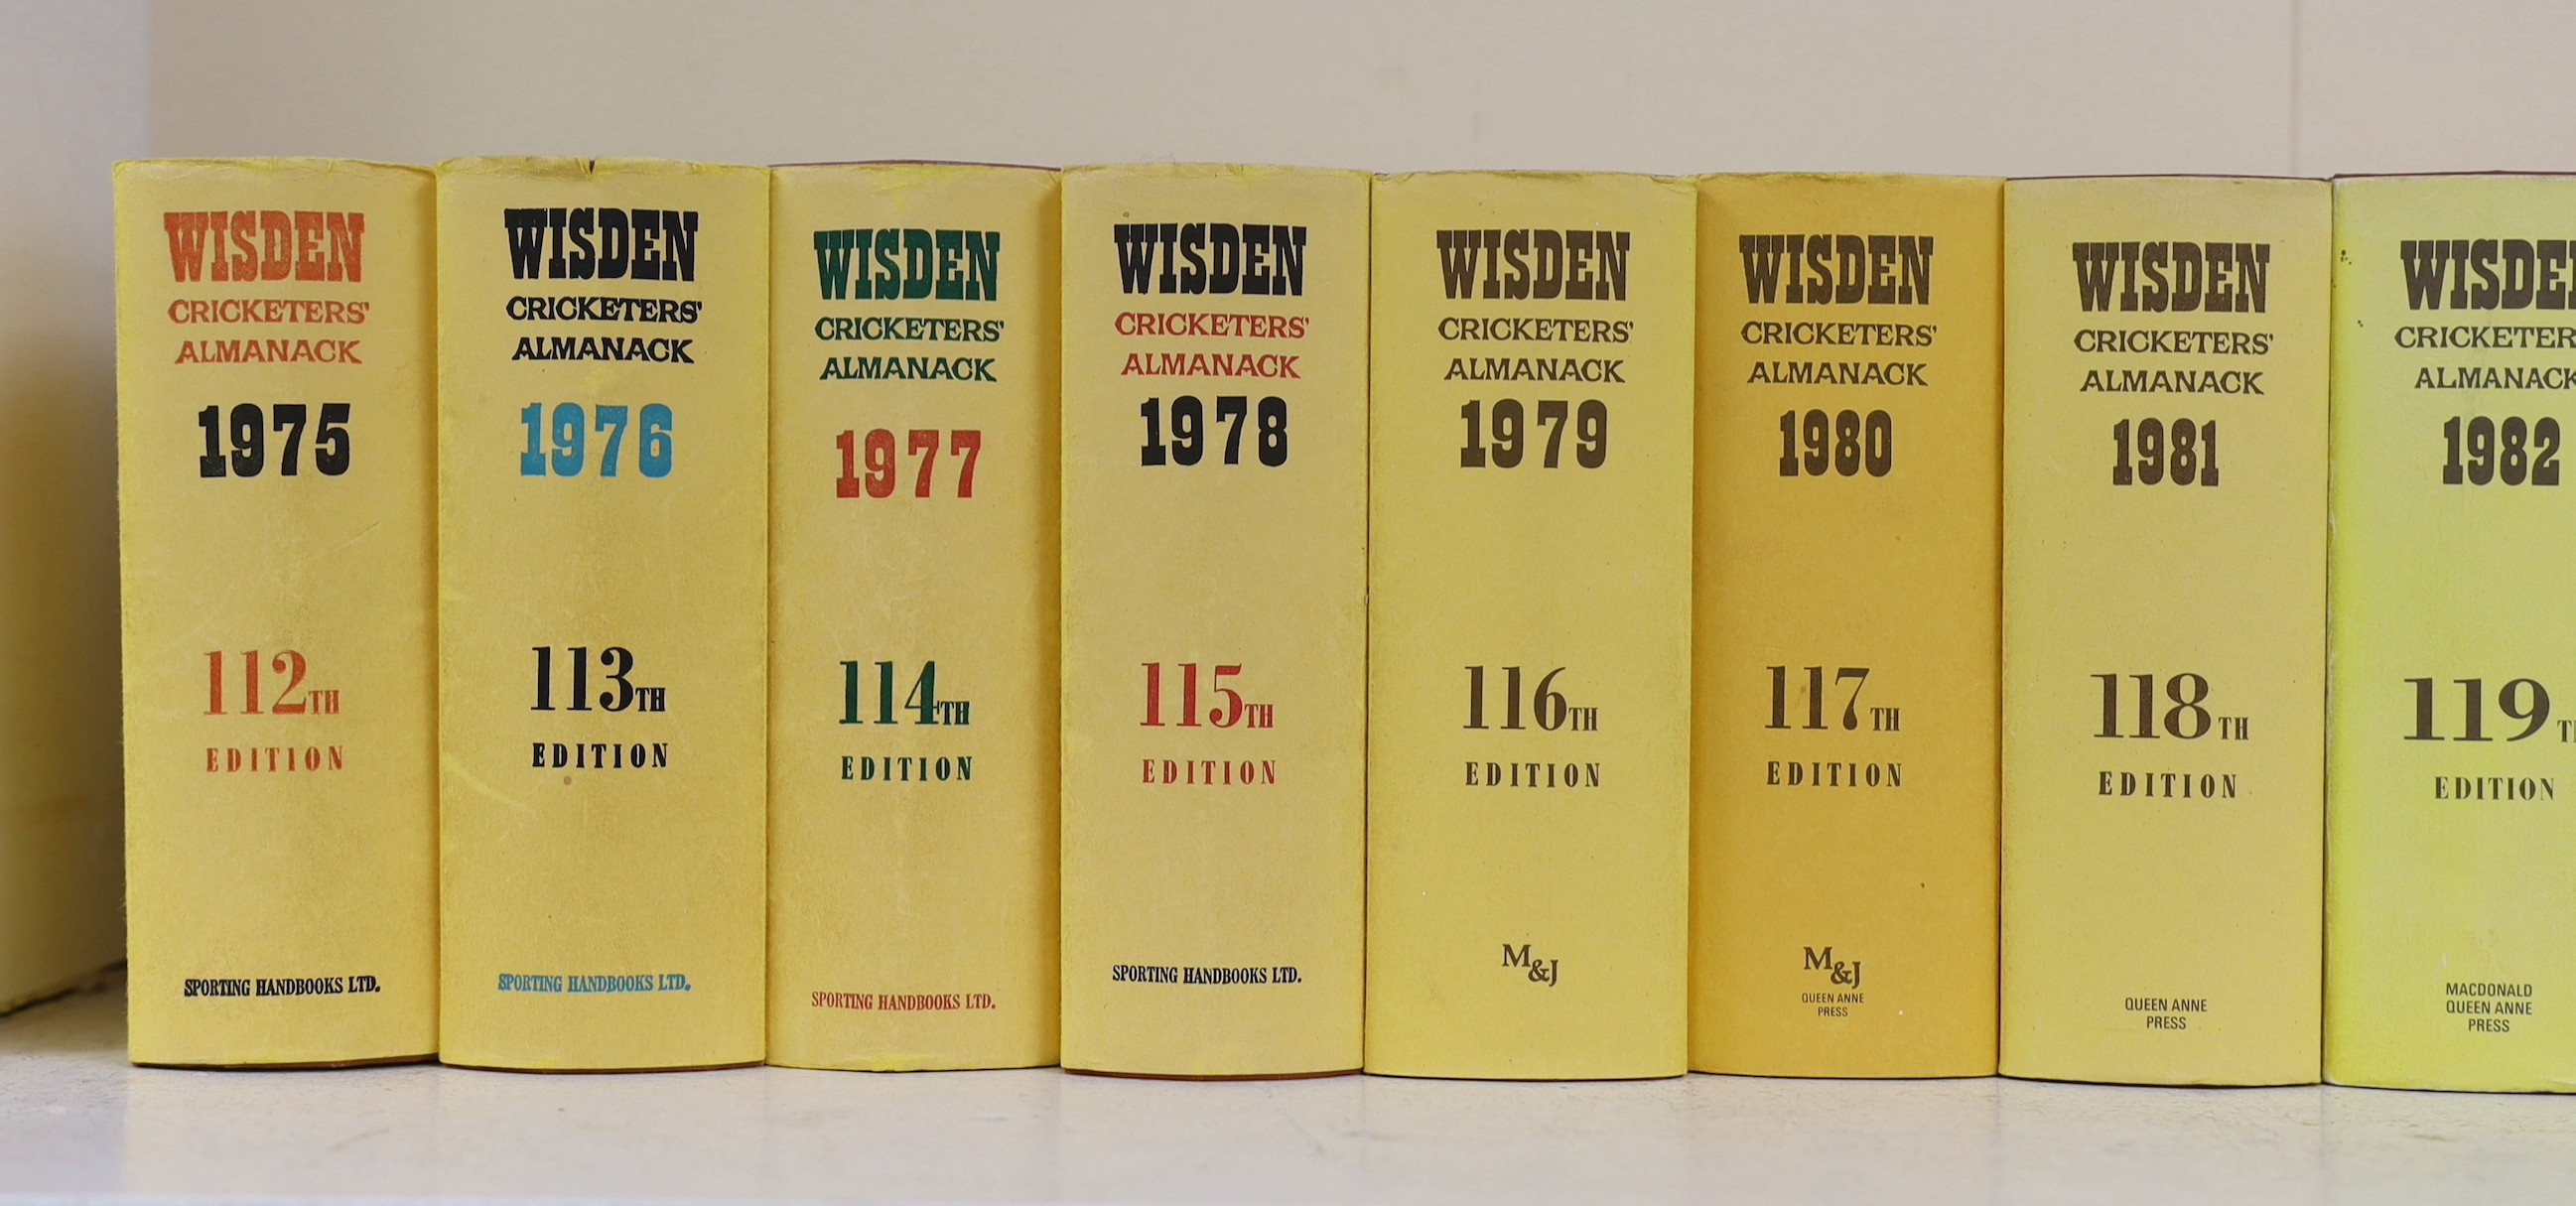 WISDEN
CRICKETERS'
ALMANACK
1975
112TH
EDITION
SPORTING HANDBOOKS LTD.
WISDEN
CRICKETERS'
ALMANACK
1976
113TH
EDITION
SPORTING HANDBOOKS LTD.
WISDEN
CRICKETERS'
ALMANACK
1977
114TH
EDITION
SPORTING HANDBOOKS LTD.
WISDEN
CRICKETERS'
ALMANACK
1978
115TH
EDITION
SPORTING HANDBOOKS LTD.
WISDEN
CRICKETERS'
ALMANACK
1979
116TH
EDITION
M&J
WISDEN
CRICKETERS'
ALMANACK
1980
117TH
EDITION
M&J
QUEEN ANNE
PRESS
WISDEN
CRICKETERS'
ALMANACK
1981
118TH
EDITION
QUEEN ANNE
PRESS
WISDE
CRICKETER
ALMANACK
1982
119T
EDITION
MACDONALD
QUEEN ANNE
PRESS